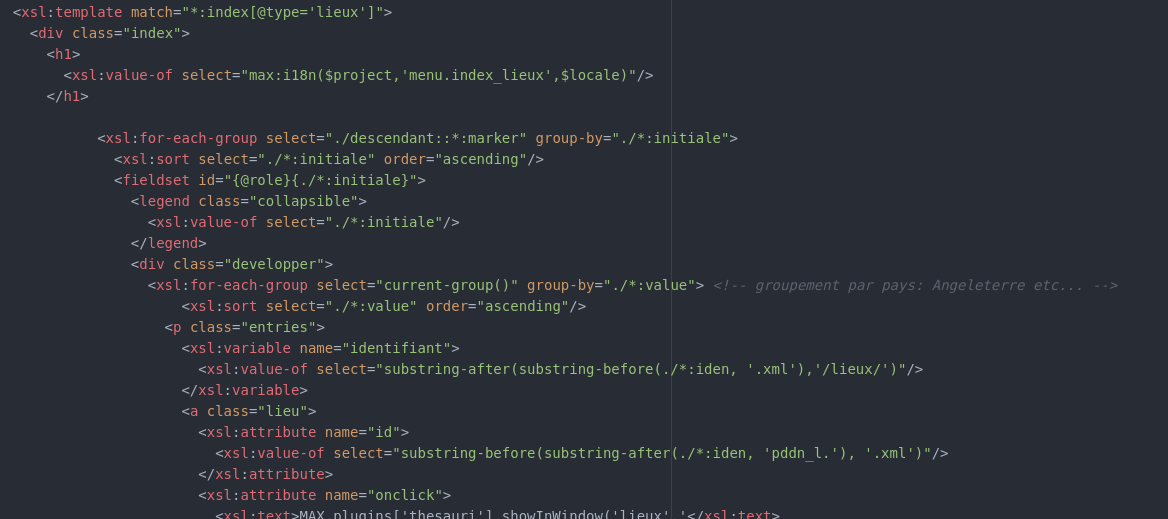 <xsl:template match="*:index[@type='lieux']">
<div class="index">
<h1>
<xsl:value-of select="max:i18n($project,'menu.index_lieux',$locale)"/>
</h1>
<xsl:for-each-group select="./descendant::*:marker" group-by="./*:initiale">
<xsl:sort select="./*:initiale" order="ascending"/>
<fieldset id="{@role}{./*:initiale}">
<legend class="collapsible">
<xsl:value-of select="./*:initiale"/>
</legend>
<div class="developper">
<xsl:for-each-group select="current-group()" group-by="./*:value"> <!-- groupement par pays: Angeleterre etc... -->
<xsl:sort select="./*:value" order="ascending"/>
<p class="entries">
<xsl:variable name="identifiant">
<xsl:value-of select="substring-after(substring-before(./*:iden, '.xml'),'/lieux/')"/>
</xsl:variable>
<a class="lieu">
<xsl:attribute name="id">
<xsl:value-of select="substring-before(substring-after(./*:iden, 'pddn_l.'), '.xml')"/>
</xsl:attribute>
<xsl:attribute name="onclick">
<xsl:text>MAX.plugins['thesauri'].showInWindow('lieux','</xsl:text>